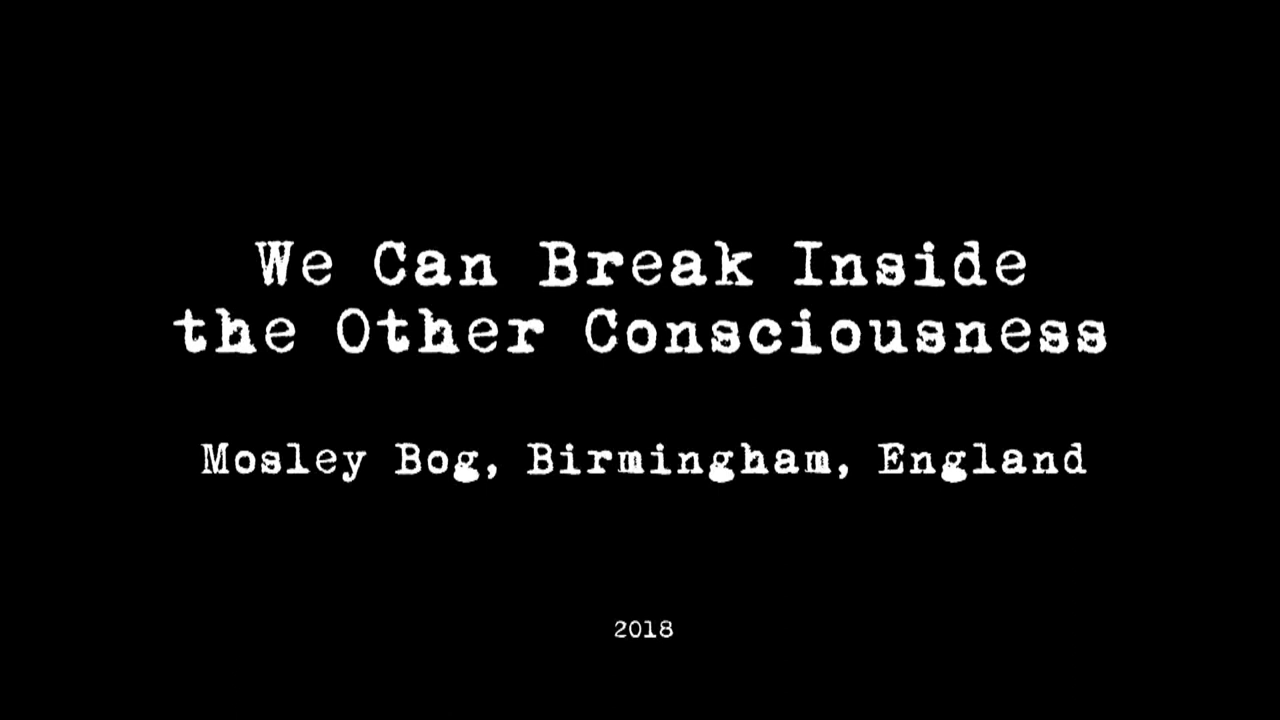 We Can Break Inside
the Other Consciousness
Mosley Bog, Birmingham, England
2018